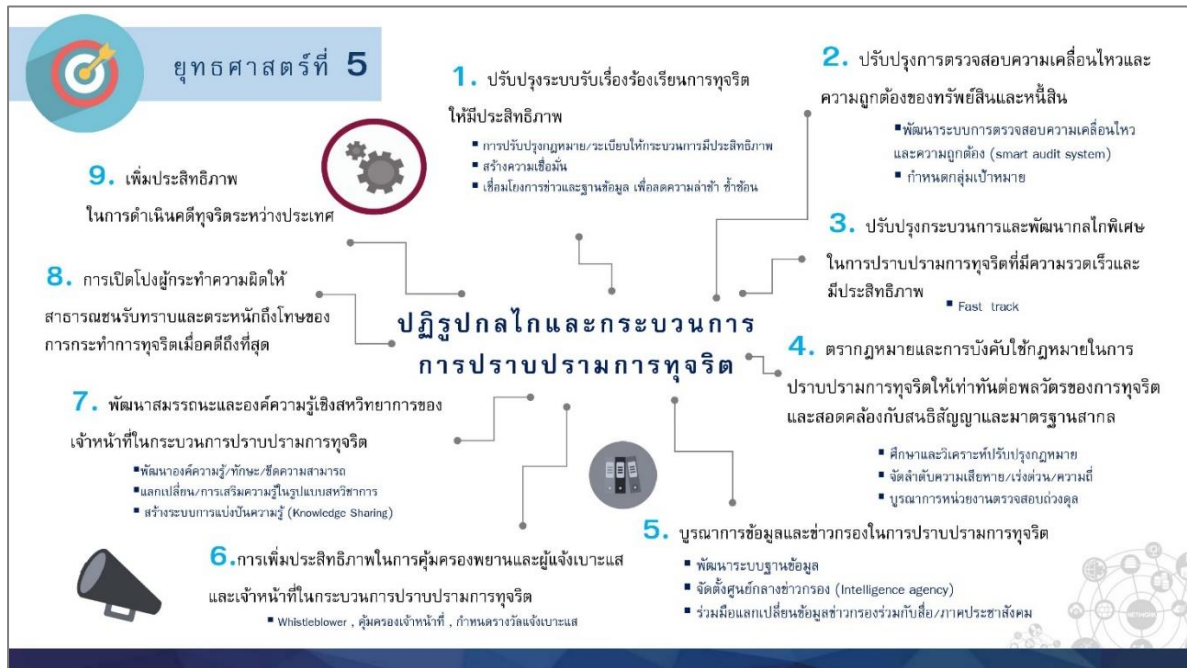 ยุทธศาสตร์ที่ 5
1. ปรับปรุงระบบรับเรื่องร้องเรียนการทุจริต
ให้มีประสิทธิภาพ
▪ การปรับปรุงกฎหมาย/ระเบียบให้กระบวนการมีประสิทธิภาพ
▪ สร้างความเชื่อมั่น
▪ เชื่อมโยงการข่าวและฐานข้อมูล เพื่อลดความล่าช้า ซ้ำซ้อน
2. ปรับปรุงการตรวจสอบความเคลื่อนไหวและ
ความถูกต้องของทรัพย์สินและหนี้สิน
▪พัฒนาระบบการตรวจสอบความเคลื่อนไหว
และความถูกต้อง (smart audit system)
▪ กำหนดกลุ่มเป้าหมาย
3. ปรับปรุงกระบวนการและพัฒนากลไกพิเศษ
ในการปราบปรามการทุจริตที่มีความรวดเร็วและ
มีประสิทธิภาพ
▪ Fast track
ปฏิรูปกลไกและกระบวนการ
การปราบปรามการทุจริต
4. ตรากฎหมายและการบังคับใช้กฎหมายในการ
ปราบปรามการทุจริตให้เท่าทันต่อพลวัตรของการทุจริต
และสอดคล้องกับสนธิสัญญาและมาตรฐานสากล
▪ ศึกษาและวิเคราะห์ปรับปรุงกฎหมาย
▪ จัดลำดับความเสียหาย/เร่งด่วน/ความถี่
▪ บูรณาการหน่วยงานตรวจสอบถ่วงดุล
5. บูรณาการข้อมูลและข่าวกรองในการปราบปรามการทุจริต
▪ พัฒนาระบบฐานข้อมูล
▪ จัดตั้งศูนย์กลางข่าวกรอง (Intelligence agency)
▪ ร่วมมือแลกเปลี่ยนข้อมูลข่าวกรองร่วมกับสื่อ/ภาคประชาสังคม
6.การเพิ่มประสิทธิภาพในการคุ้มครองพยานและผู้แจ้งเบาะแส
และเจ้าหน้าที่ในกระบวนการปราบปรามการทุจริต
▪ Whistleblower , คุ้มครองเจ้าหน้าที่ , กำหนดรางวัลแจ้งเบาะแส
7. พัฒนาสมรรถนะและองค์ความรู้เชิงสหวิทยาการของ
เจ้าหน้าที่ในกระบวนการปราบปรามการทุจริต
▪พัฒนาองค์ความรู้/ทักษะ/ขีดความสามารถ
▪แลกเปลี่ยน/การเสริมความรู้ในรูปแบบสหวิชาการ
▪ สร้างระบบการแบ่งปันความรู้ (Knowledge Sharing)
8. การเปิดโปงผู้กระทำความผิดให้
สาธารณชนรับทราบและตระหนักถึงโทษของ
การกระทำการทุจริตเมื่อคดีถึงที่สุด
9. เพิ่มประสิทธิภาพ
ในการดำเนินคดีทุจริตระหว่างประเทศ
NETWORK